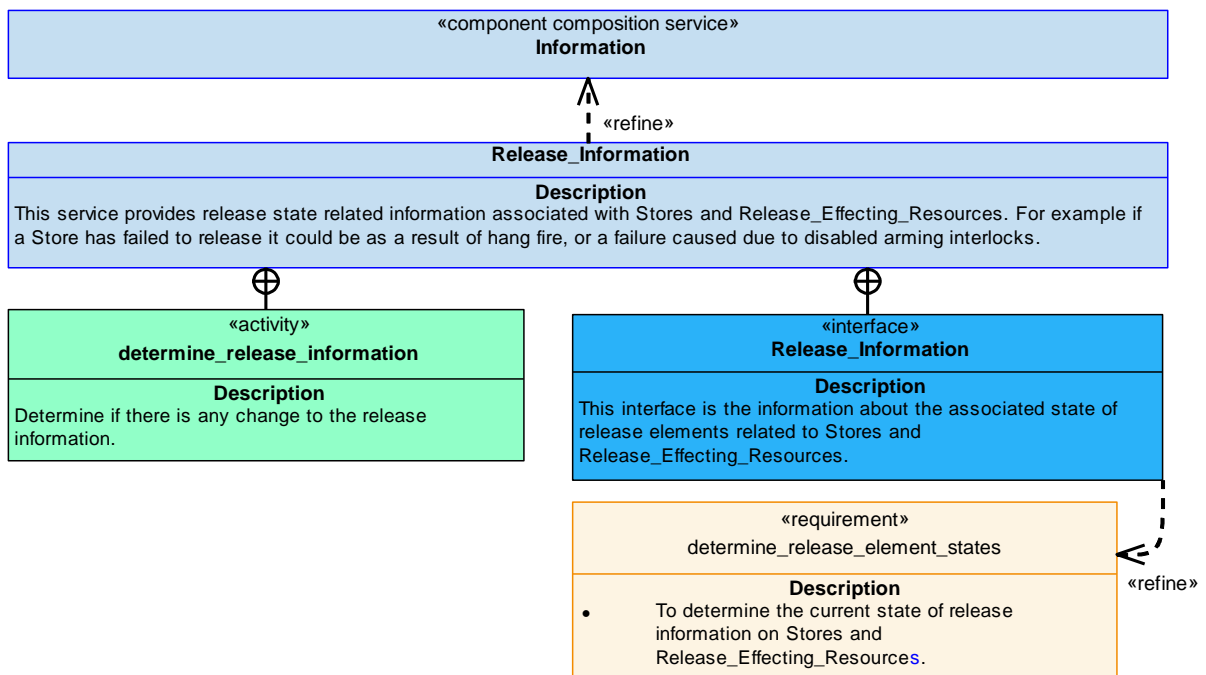 «component composition service»
Information
«refine»
Release_Information
Description
This service provides release state related information associated with Stores and Release_Effecting_Resources. For example if
a Store has failed to release it could be as a result of hang fire, or a failure caused due to disabled arming interlocks.
«activity»
determine_release_information
Description
Determine if there is any change to the release
information.
«interface»
Release_Information
Description
This interface is the information about the associated state of
release elements related to Stores and
Release_Effecting_Resources.
«requirement»
determine_release_element_states
«refine»
Description
• To determine the current state of release
information on Stores and
Release_Effecting_Resources.